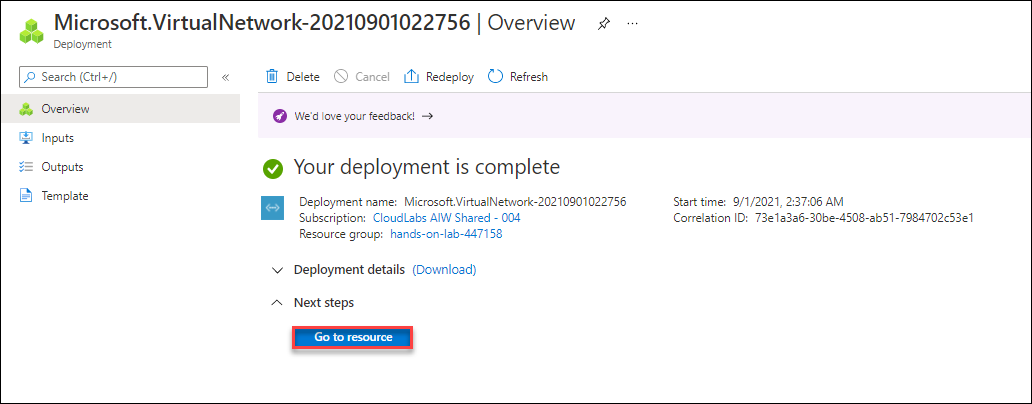 Microsoft.VirtualNetwork-20210901022756 | Overview
Deployment
Search (Ctrl+/)
Overview
Inputs
Outputs
Template
Delete Cancel Redeploy Refresh
We'd love your feedback! →
Your deployment is complete
Deployment name: Microsoft.VirtualNetwork-20210901022756
Subscription: CloudLabs AIW Shared - 004
Resource group: hands-on-lab-447158
Start time: 9/1/2021, 2:37:06 AM
Correlation ID: 73e1a3a6-30be-4508-ab51-7984702c53e1
Deployment details (Download)
Next steps
Go to resource